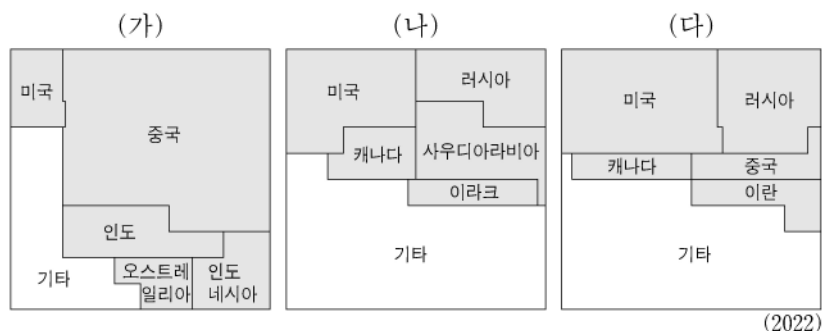 (가)
미국
중국
인도
오스트레
일리아
인도
네시아
기타
(나)
미국
러시아
캐나다
사우디아라비아
이라크
기타
(다)
미국
러시아
캐나다
중국
이란
기타
(2022)